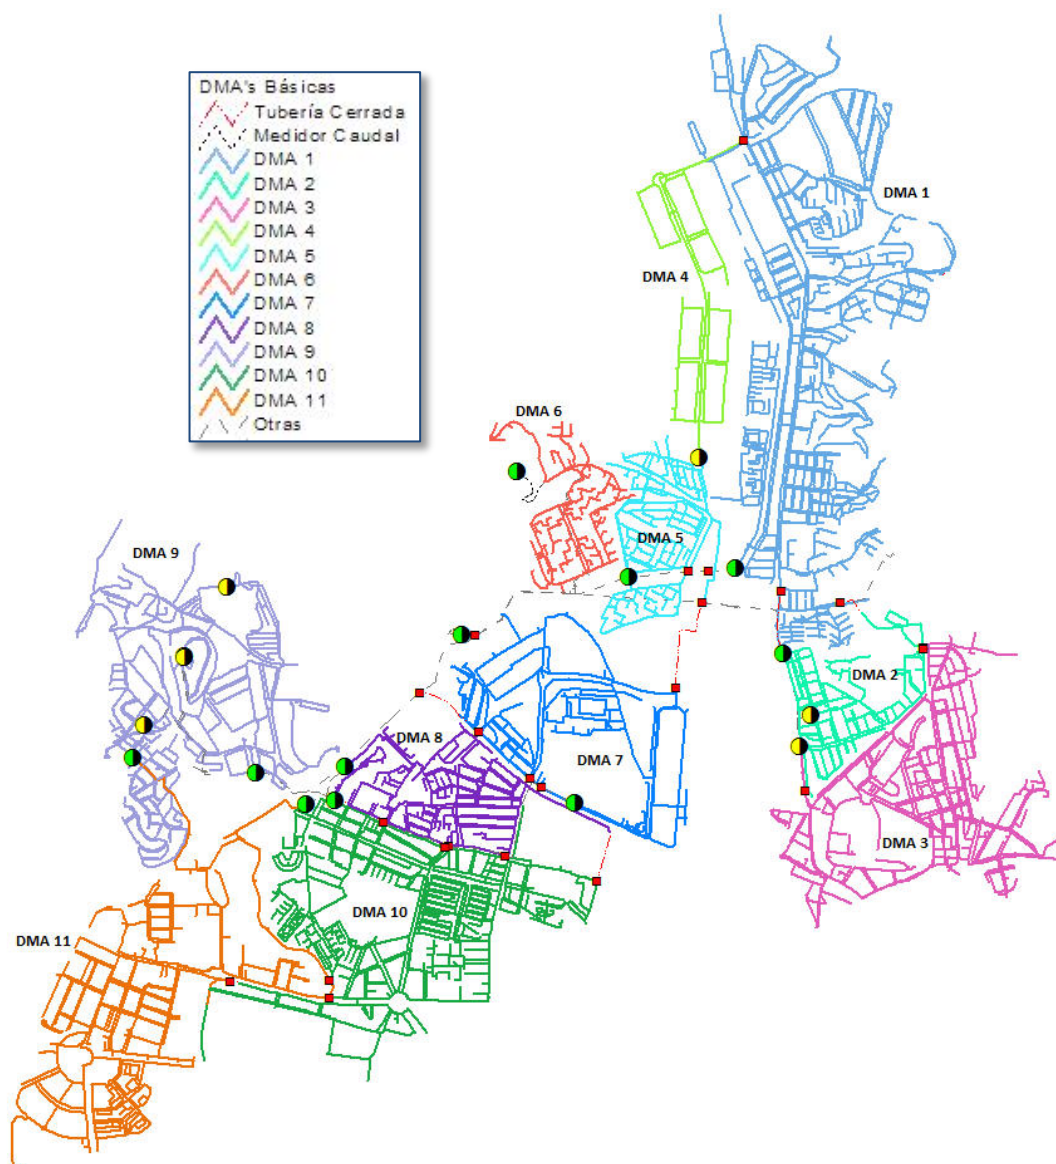 DMA's Básicas
Tubería Cerrada
Medidor Caudal
DMA 1
DMA 2
DMA 3
DMA 4
DMA 5
DMA 6
DMA 7
DMA 8
DMA 9
DMA 10
DMA 11
Otras
DMA 1
DMA 4
DMA 6
DMA 5
DMA 9
DMA 2
DMA 8
DMA 7
DMA 3
DMA 10
DMA 11